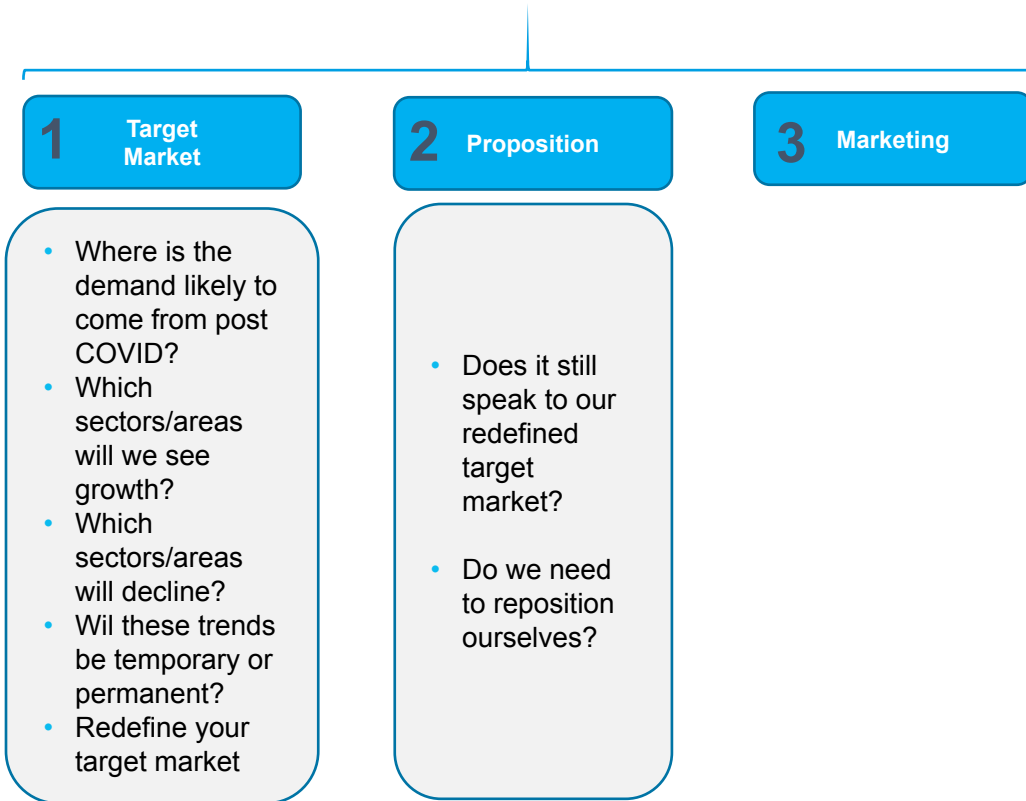 1
Target
Market
2
Proposition
3
Marketing
• Where is the
demand likely to
come from post
COVID?
• Which
sectors/areas
will we see
growth?
• Which
sectors/areas
will decline?
• Wil these trends
be temporary or
permanent?
• Redefine your
target market
• Does it still
speak to our
redefined
target
market?
• Do we need
to reposition
ourselves?